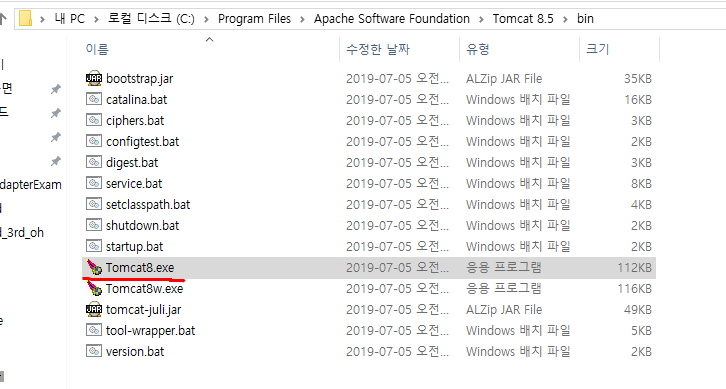 내 PC > 로컬 디스크 (C:) > Program Files > Apache Software Foundation > Tomcat 8.5 > bin
이름 수정한 날짜 유형 크기
bootstrap.jar 2019-07-05 오전... ALZip JAR File 35KB
catalina.bat 2019-07-05 오전... Windows 배치 파일 16KB
ciphers.bat 2019-07-05 오전... Windows 배치 파일 3KB
configtest.bat 2019-07-05 오전... Windows 배치 파일 2KB
digest.bat 2019-07-05 오전... Windows 배치 파일 3KB
service.bat 2019-07-05 오전... Windows 배치 파일 8KB
setclasspath.bat 2019-07-05 오전... Windows 배치 파일 4KB
shutdown.bat 2019-07-05 오전... Windows 배치 파일 2KB
startup.bat 2019-07-05 오전... Windows 배치 파일 2KB
Tomcat8.exe 2019-07-05 오전... 응용 프로그램 112KB
Tomcat8w.exe 2019-07-05 오전... 응용 프로그램 116KB
tomcat-juli.jar 2019-07-05 오전... ALZip JAR File 49KB
tool-wrapper.bat 2019-07-05 오전... Windows 배치 파일 5KB
version.bat 2019-07-05 오전... Windows 배치 파일 2KB
면
드
dapterExam
d_3rd_oh